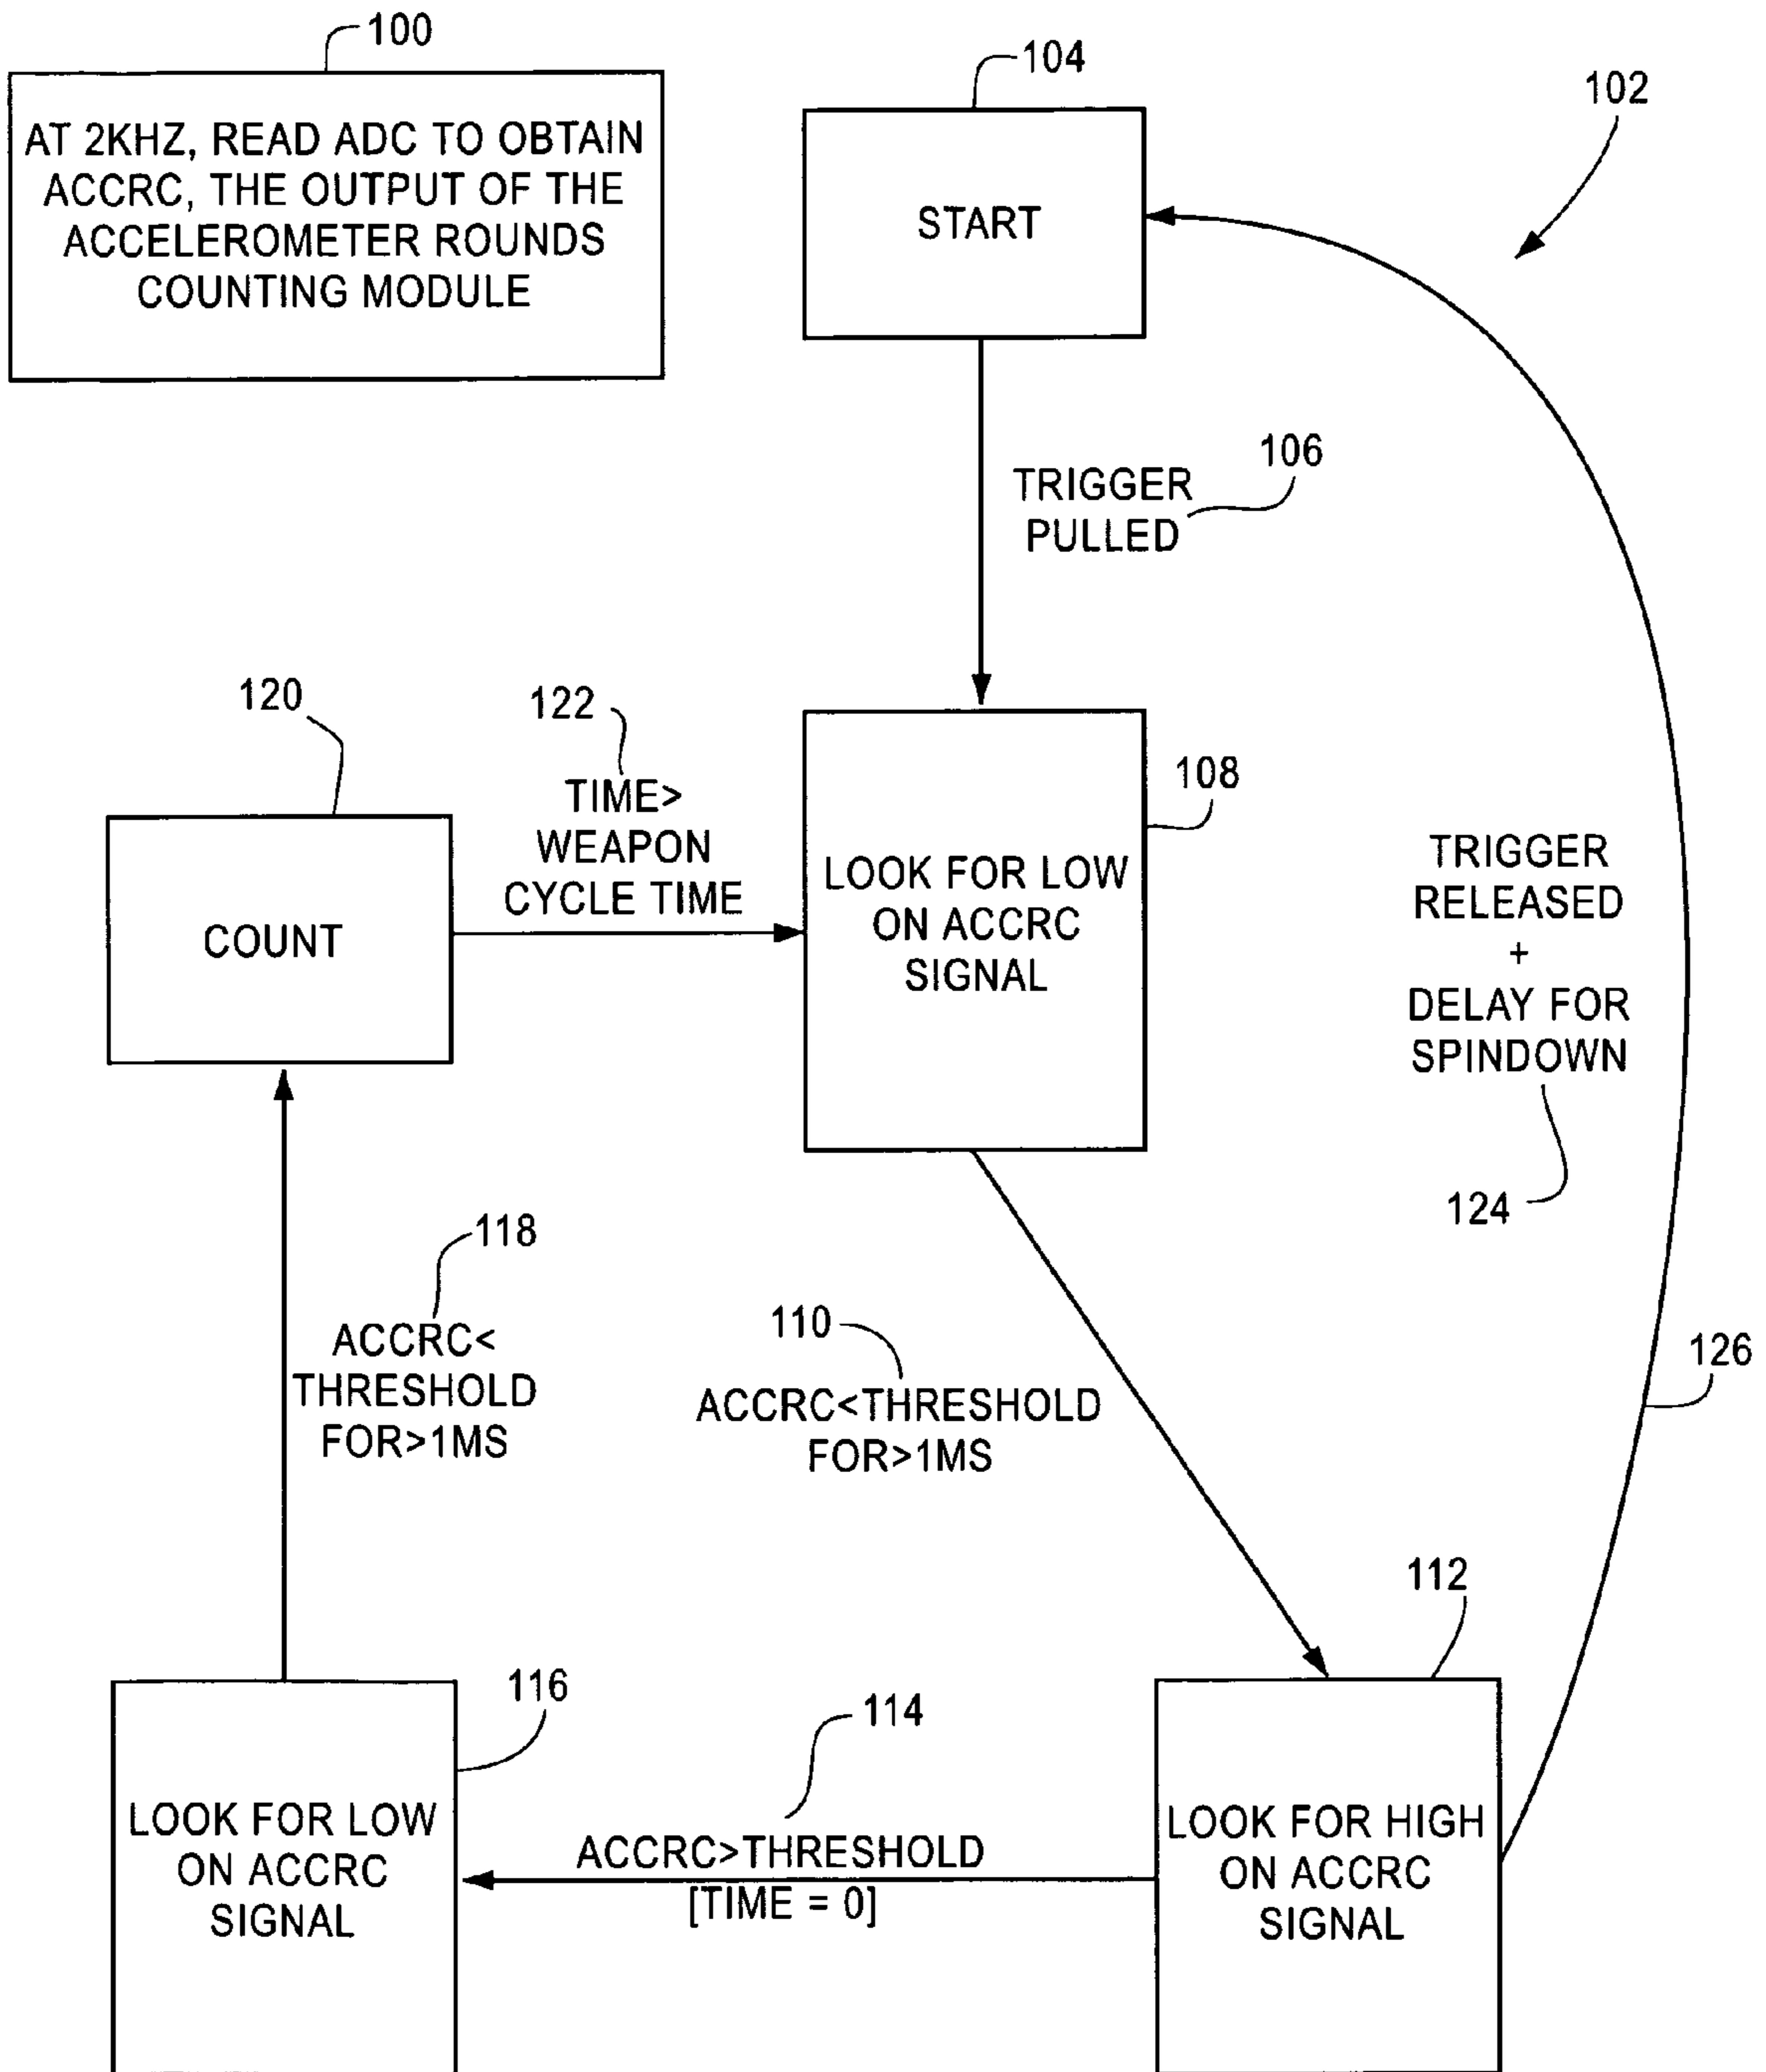 100
AT 2KHZ, READ ADC TO OBTAIN
ACCRC, THE OUTPUT OF THE
ACCELEROMETER ROUNDS
COUNTING MODULE
104
START
102
TRIGGER
PULLED
106
120
COUNT
122
TIME>
WEAPON
CYCLE TIME
108
LOOK FOR LOW
ON ACCRC
SIGNAL
TRIGGER
RELEASED
+
DELAY FOR
SPINDOWN
124
118
ACCRC<
THRESHOLD
FOR>1MS
110
ACCRC<THRESHOLD
FOR>1MS
126
112
LOOK FOR HIGH
ON ACCRC
SIGNAL
114
ACCRC>THRESHOLD
[TIME = 0]
116
LOOK FOR LOW
ON ACCRC
SIGNAL